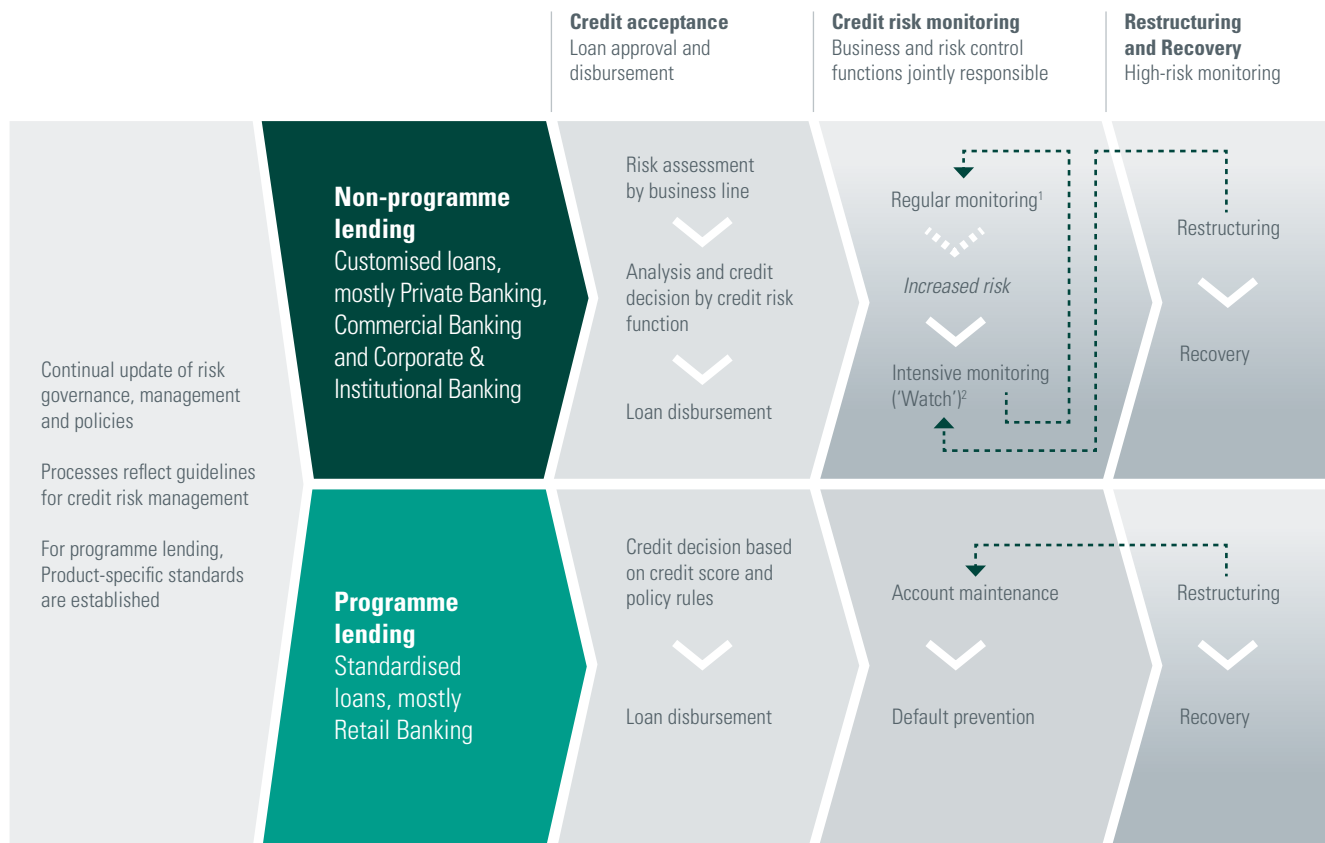 Credit acceptance
Loan approval and
disbursement
Credit risk monitoring
Business and risk control
functions jointly responsible
Restructuring
and Recovery
High-risk monitoring
Continual update of risk
governance, management
and policies
Processes reflect guidelines
for credit risk management
For programme lending,
Product-specific standards
are established
Non-programme
lending
Customised loans,
mostly Private Banking,
Commercial Banking
and Corporate &
Institutional Banking
Risk assessment
by business line
Analysis and credit
decision by credit risk
function
Loan disbursement
Regular monitoring¹
Increased risk
Intensive monitoring
(‘Watch’)²
Restructuring
Recovery
Programme
lending
Standardised
loans, mostly
Retail Banking
Credit decision based
on credit score and
policy rules
Loan disbursement
Account maintenance
Default prevention
Restructuring
Recovery